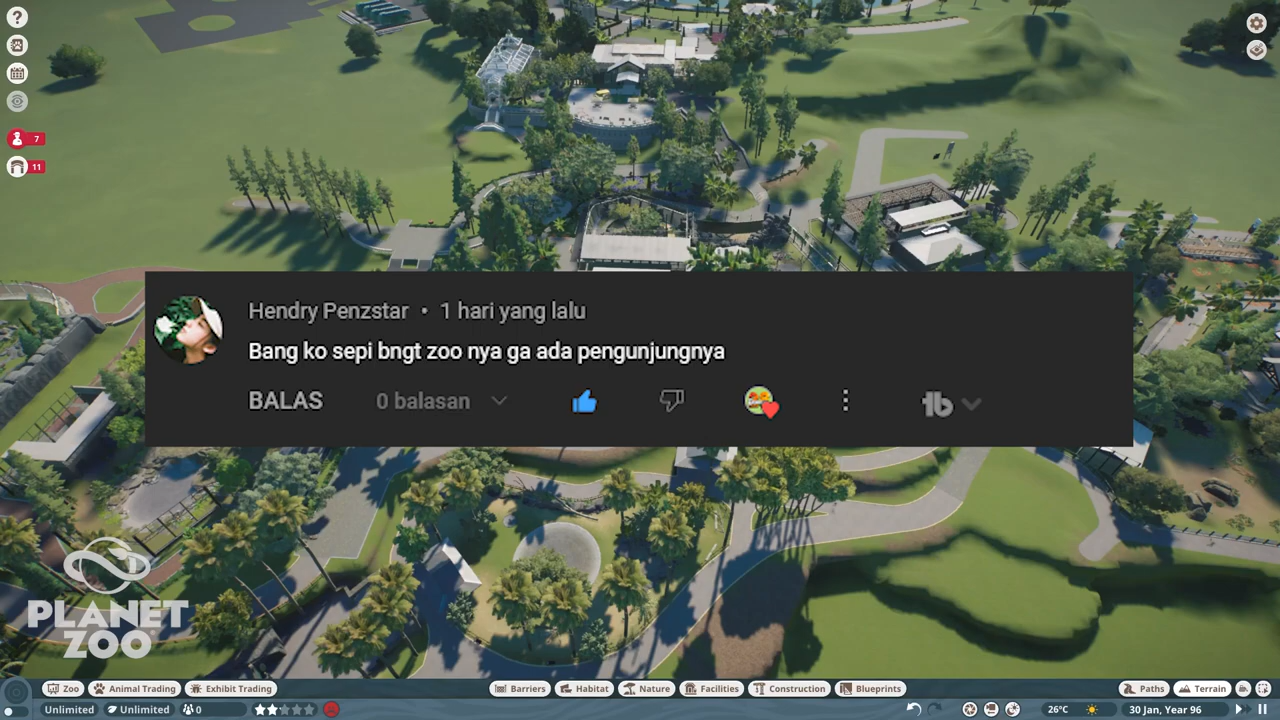 7
11
Hendry Penzstar • 1 hari yang lalu
Bang ko sepi bngt zoo nya ga ada pengunjungnya
BALAS 0 balasan
PLANET
ZOO
Zoo Animal Trading Exhibit Trading Barriers Habitat Nature Facilities Construction Blueprints Paths Terrain
Unlimited Unlimited 0 26°C 30 Jan, Year 96